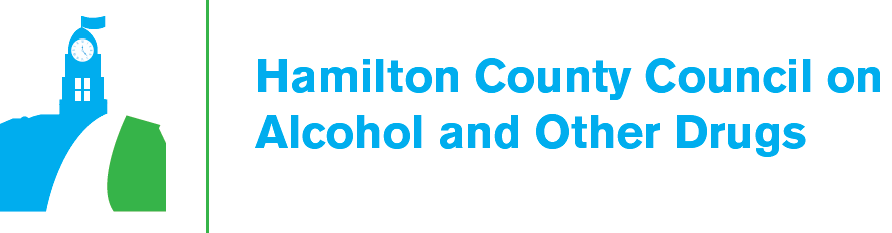 Hamilton County Council on
Alcohol and Other Drugs